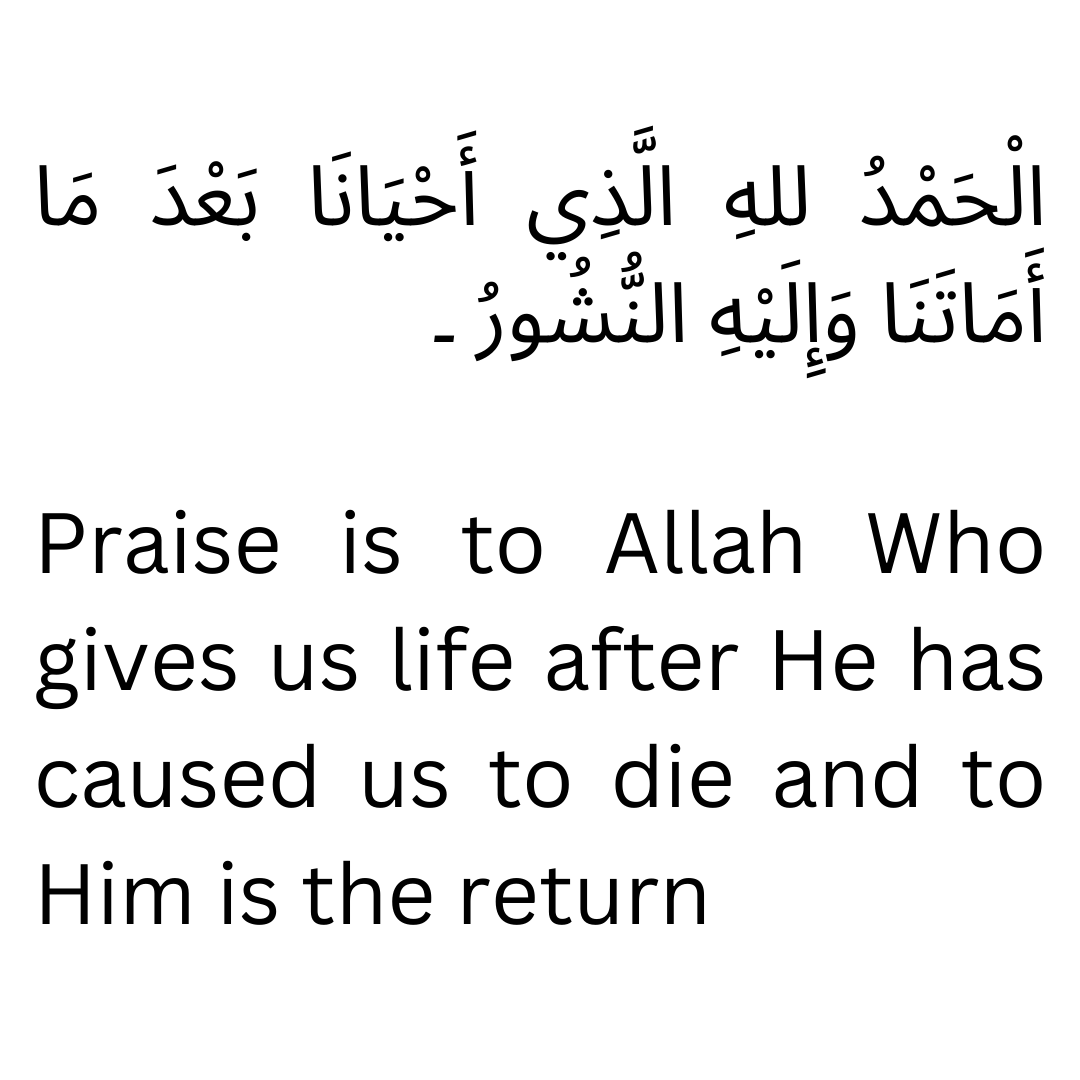 الْحَمْدُ للهِ الَّذِي أَحْيَانَا بَعْدَ مَا
أَمَاتَنَا وَإِلَيْهِ النُّشُورُ ـ
Praise is to Allah Who
gives us life after He has
caused us to die and to
Him is the return